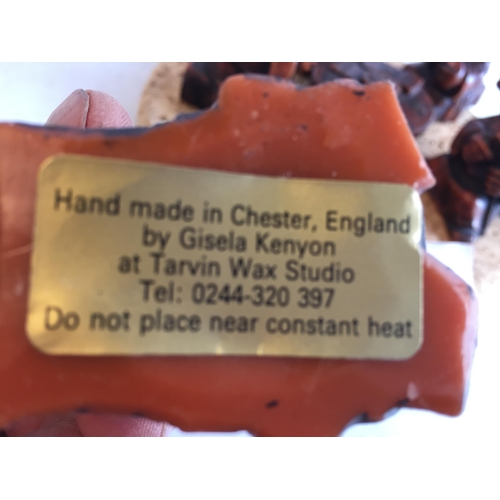 Hand made in Chester, England
by Gisela Kenyon
at Tarvin Wax Studio
Tel: 0244-320 397
Do not place near constant heat